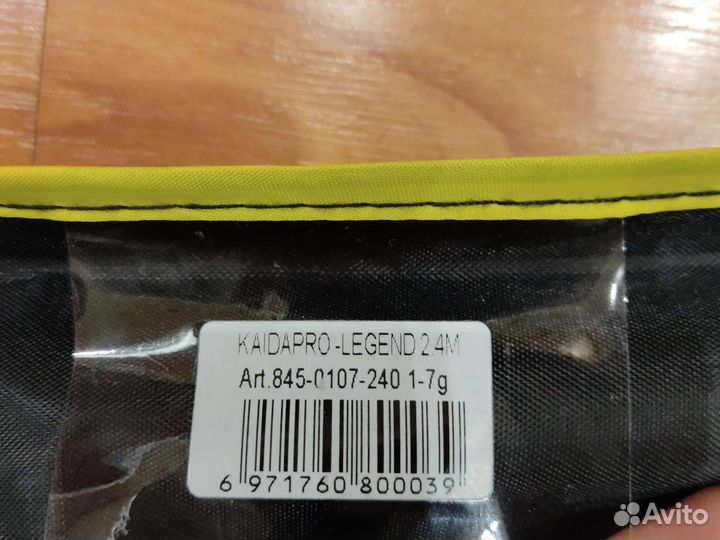 KAIDAPRO-LEGEND 2.4M
Art.845-0107-240 1-7g
6 971760 800039
Avito